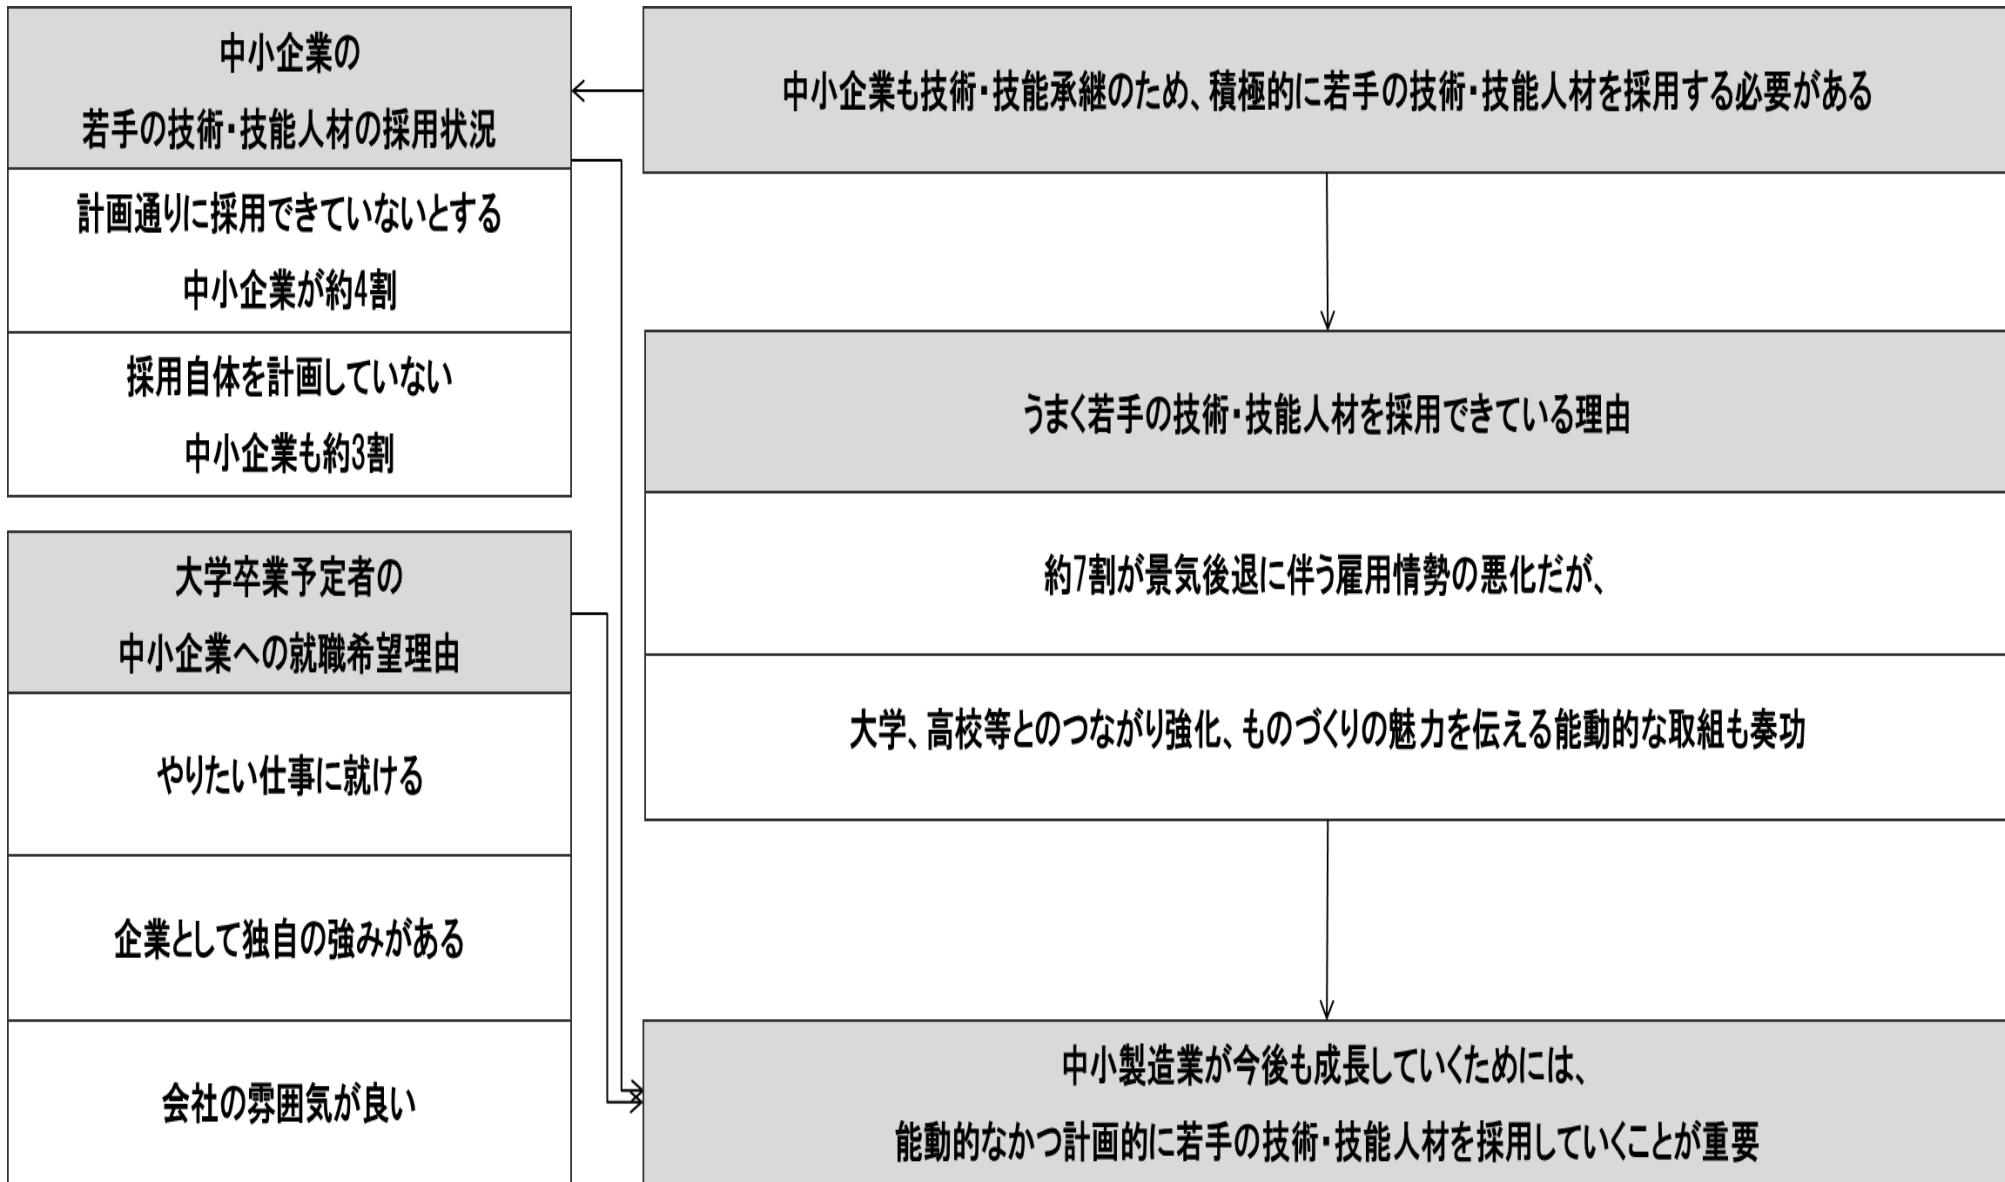 中小企業の
若手の技術・技能人材の採用状況
計画通りに採用できていないとする
中小企業が約4割
採用自体を計画していない
中小企業も約3割
大学卒業予定者の
中小企業への就職希望理由
やりたい仕事に就ける
企業として独自の強みがある
会社の雰囲気が良い
中小企業も技術・技能承継のため、積極的に若手の技術・技能人材を採用する必要がある
うまく若手の技術・技能人材を採用できている理由
約7割が景気後退に伴う雇用情勢の悪化だが、
大学、高校等とのつながり強化、ものづくりの魅力を伝える能動的な取組も奏功
中小製造業が今後も成長していくためには、
能動的なかつ計画的に若手の技術・技能人材を採用していくことが重要